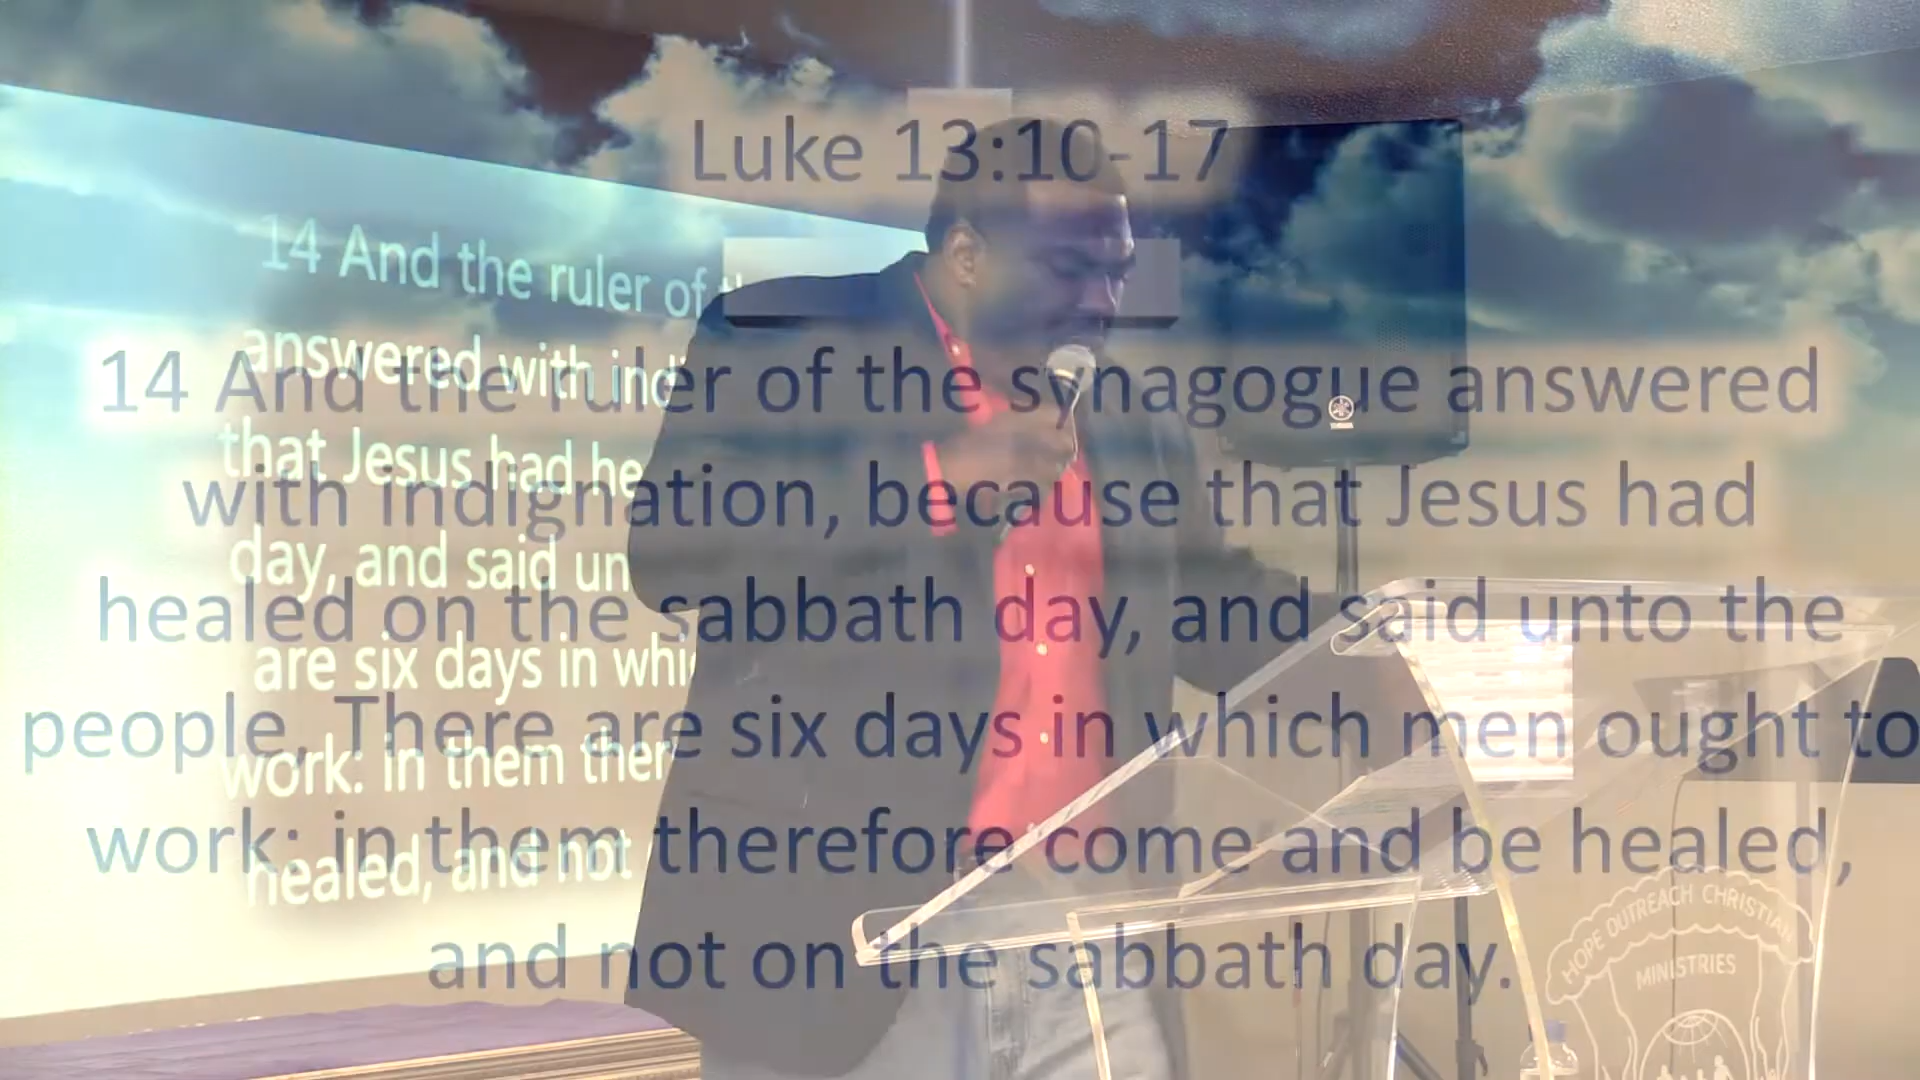 Luke 13:10-17
14 And the ruler of the synagogue answered
with indignation, because that Jesus had
healed on the sabbath day, and said unto the
people, There are six days in which men ought to
work: in them therefore come and be healed,
and not on the sabbath day.
14 And the ruler of
answered with
that Jesus had
day, and said
are six days in
work: in them
healed, and not
YAMAHA
HOPE OUTREACH CHRISTIAN
MINISTRIES